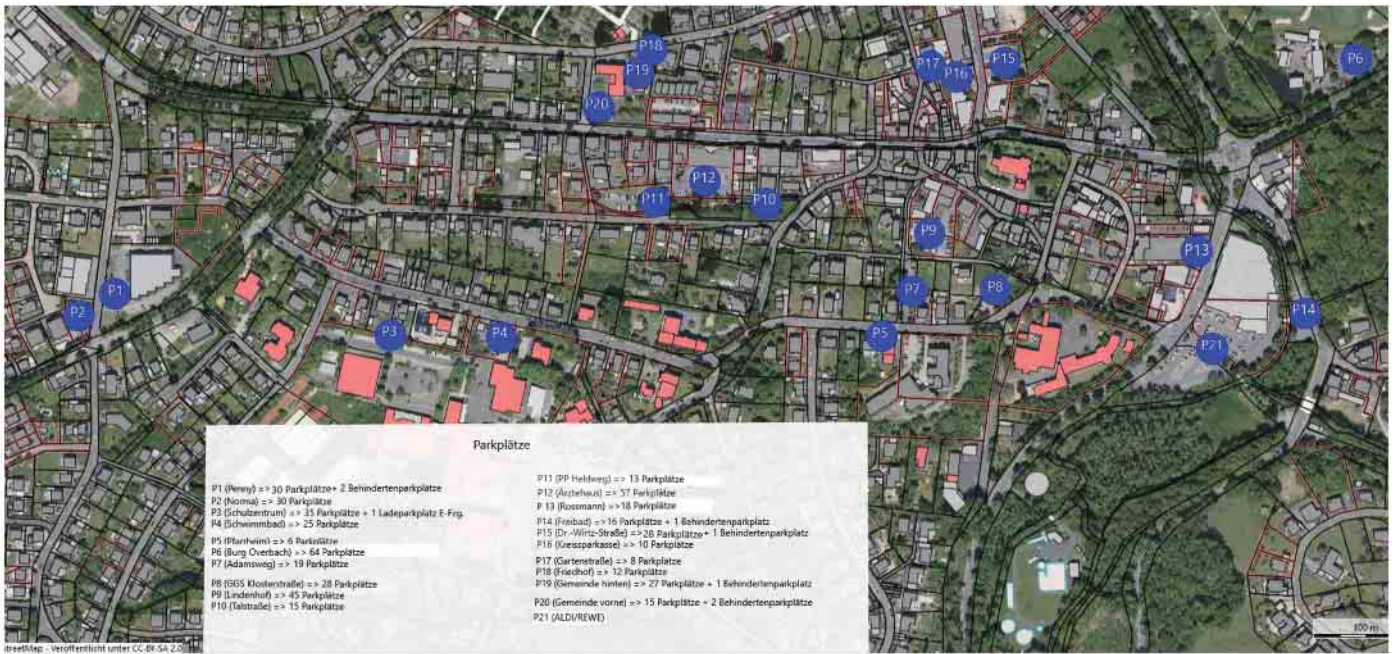 P18
P19
P20
P17
P16
P15
P6
P12
P11
P10
P9
P13
P1
P2
P7
P8
P14
P3
P4
P5
P21
Parkplätze
P1 (Penny) => 30 Parkplätze+ 2 Behindertenparkplätze
P2 (Norma) => 30 Parkplätze
P3 (Schulzentrum) => 35 Parkplätze + 1 Ladeparkplatz E-Frg.
P4 (Schwimmbad) => 25 Parkplätze
P5 (Pfarrheim) => 6 Parkplätze
P6 (Burg Overbach) => 64 Parkplätze
P7 (Adamsweg) => 19 Parkplätze
P8 (GGS Klosterstraße) => 28 Parkplätze
P9 (Lindenhof) => 45 Parkplätze
P10 (Talstraße) => 15 Parkplätze
P11 (PP Heldweg) => 13 Parkplätze
P12 (Ärztehaus) => 57 Parkplätze
P 13 (Rossmann) =>18 Parkplätze
P14 (Freibad) =>16 Parkplätze + 1 Behindertenparkplatz
P15 (Dr.-Wirtz-Straße) =>28 Parkplätze+ 1 Behindertenparkplatz
P16 (Kreissparkasse) => 10 Parkplätze
P17 (Gartenstraße) => 8 Parkplätze
P18 (Friedhof) => 12 Parkplätze
P19 (Gemeinde hinten) => 27 Parkplätze + 1 Behindertenparkplatz
P20 (Gemeinde vorne) => 15 Parkplätze + 2 Behindertenparkplätze
P21 (ALDI/REWE)
100 m
streetMap - Veröffentlicht unter CC-BY-SA 2.0